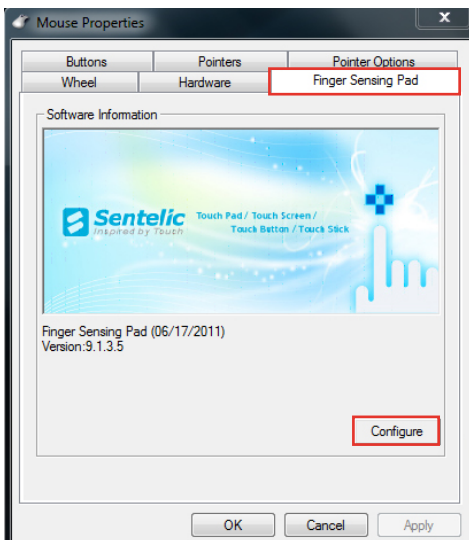 Mouse Properties
x
Buttons
Pointers
Pointer Options
Wheel
Hardware
Finger Sensing Pad
Software Information
Sentelic
Inspired by Touch
Touch Pad / Touch Screen /
Touch Button / Touch Stick
Finger Sensing Pad (06/17/2011)
Version:9.1.3.5
Configure
OK
Cancel
Apply